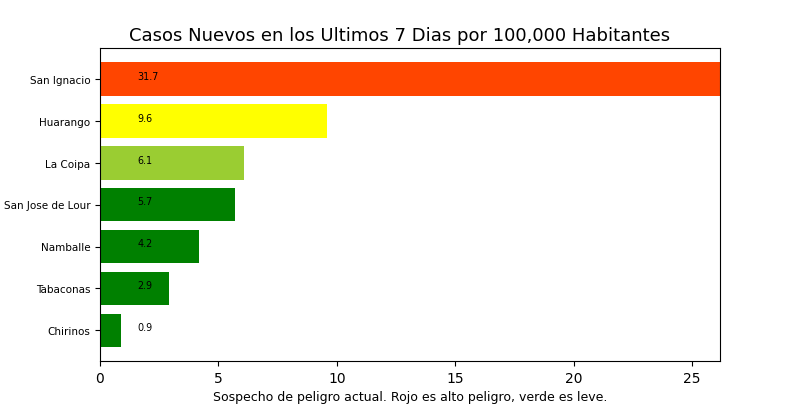 Casos Nuevos en los Ultimos 7 Dias por 100,000 Habitantes
San Ignacio 31.7
Huarango 9.6
La Coipa 6.1
San Jose de Lour 5.7
Namballe 4.2
Tabaconas 2.9
Chirinos 0.9
0 5 10 15 20 25
Sospecho de peligro actual. Rojo es alto peligro, verde es leve.